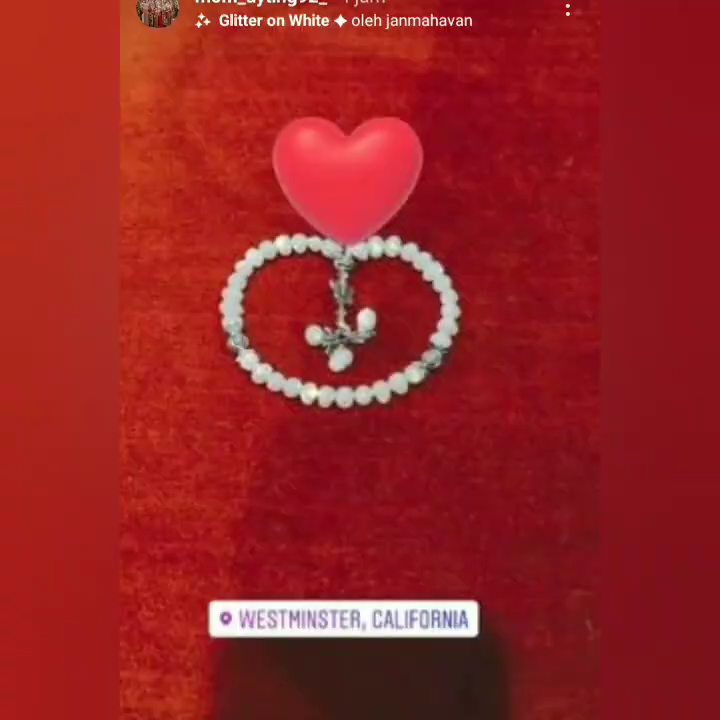 ✨ Glitter on White ✦ oleh janmahavan
WESTMINSTER, CALIFORNIA